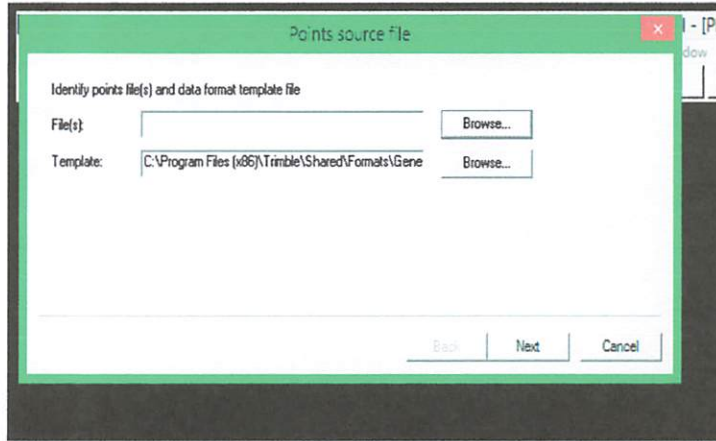 Points source file
l - [P
dow
Identify points file(s) and data format template file
File(s):
Browse...
Template:
C:\Program Files (x86)\Trimble\Shared\Formats\Gene
Browse...
Back
Next
Cancel